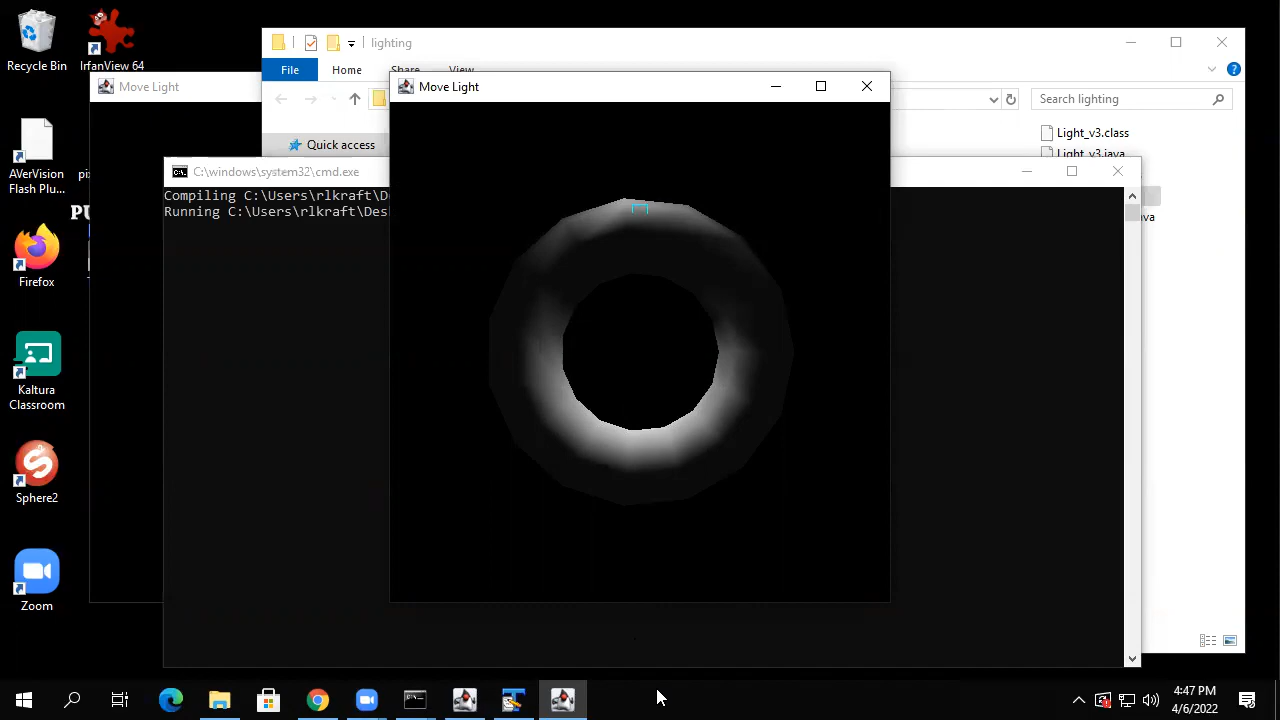 Recycle Bin
IrfanView 64
AVerVision
Flash Plu...
Firefox
Kaltura
Classroom
Sphere2
Zoom
Move Light
lighting
File
Home
Share
View
Search lighting
Quick access
Light_v3.class
Light_v3.java
C:\windows\system32\cmd.exe
Compiling C:\Users\rlkraft\D
Running C:\Users\rlkraft\Des
Move Light
4:47 PM
4/6/2022